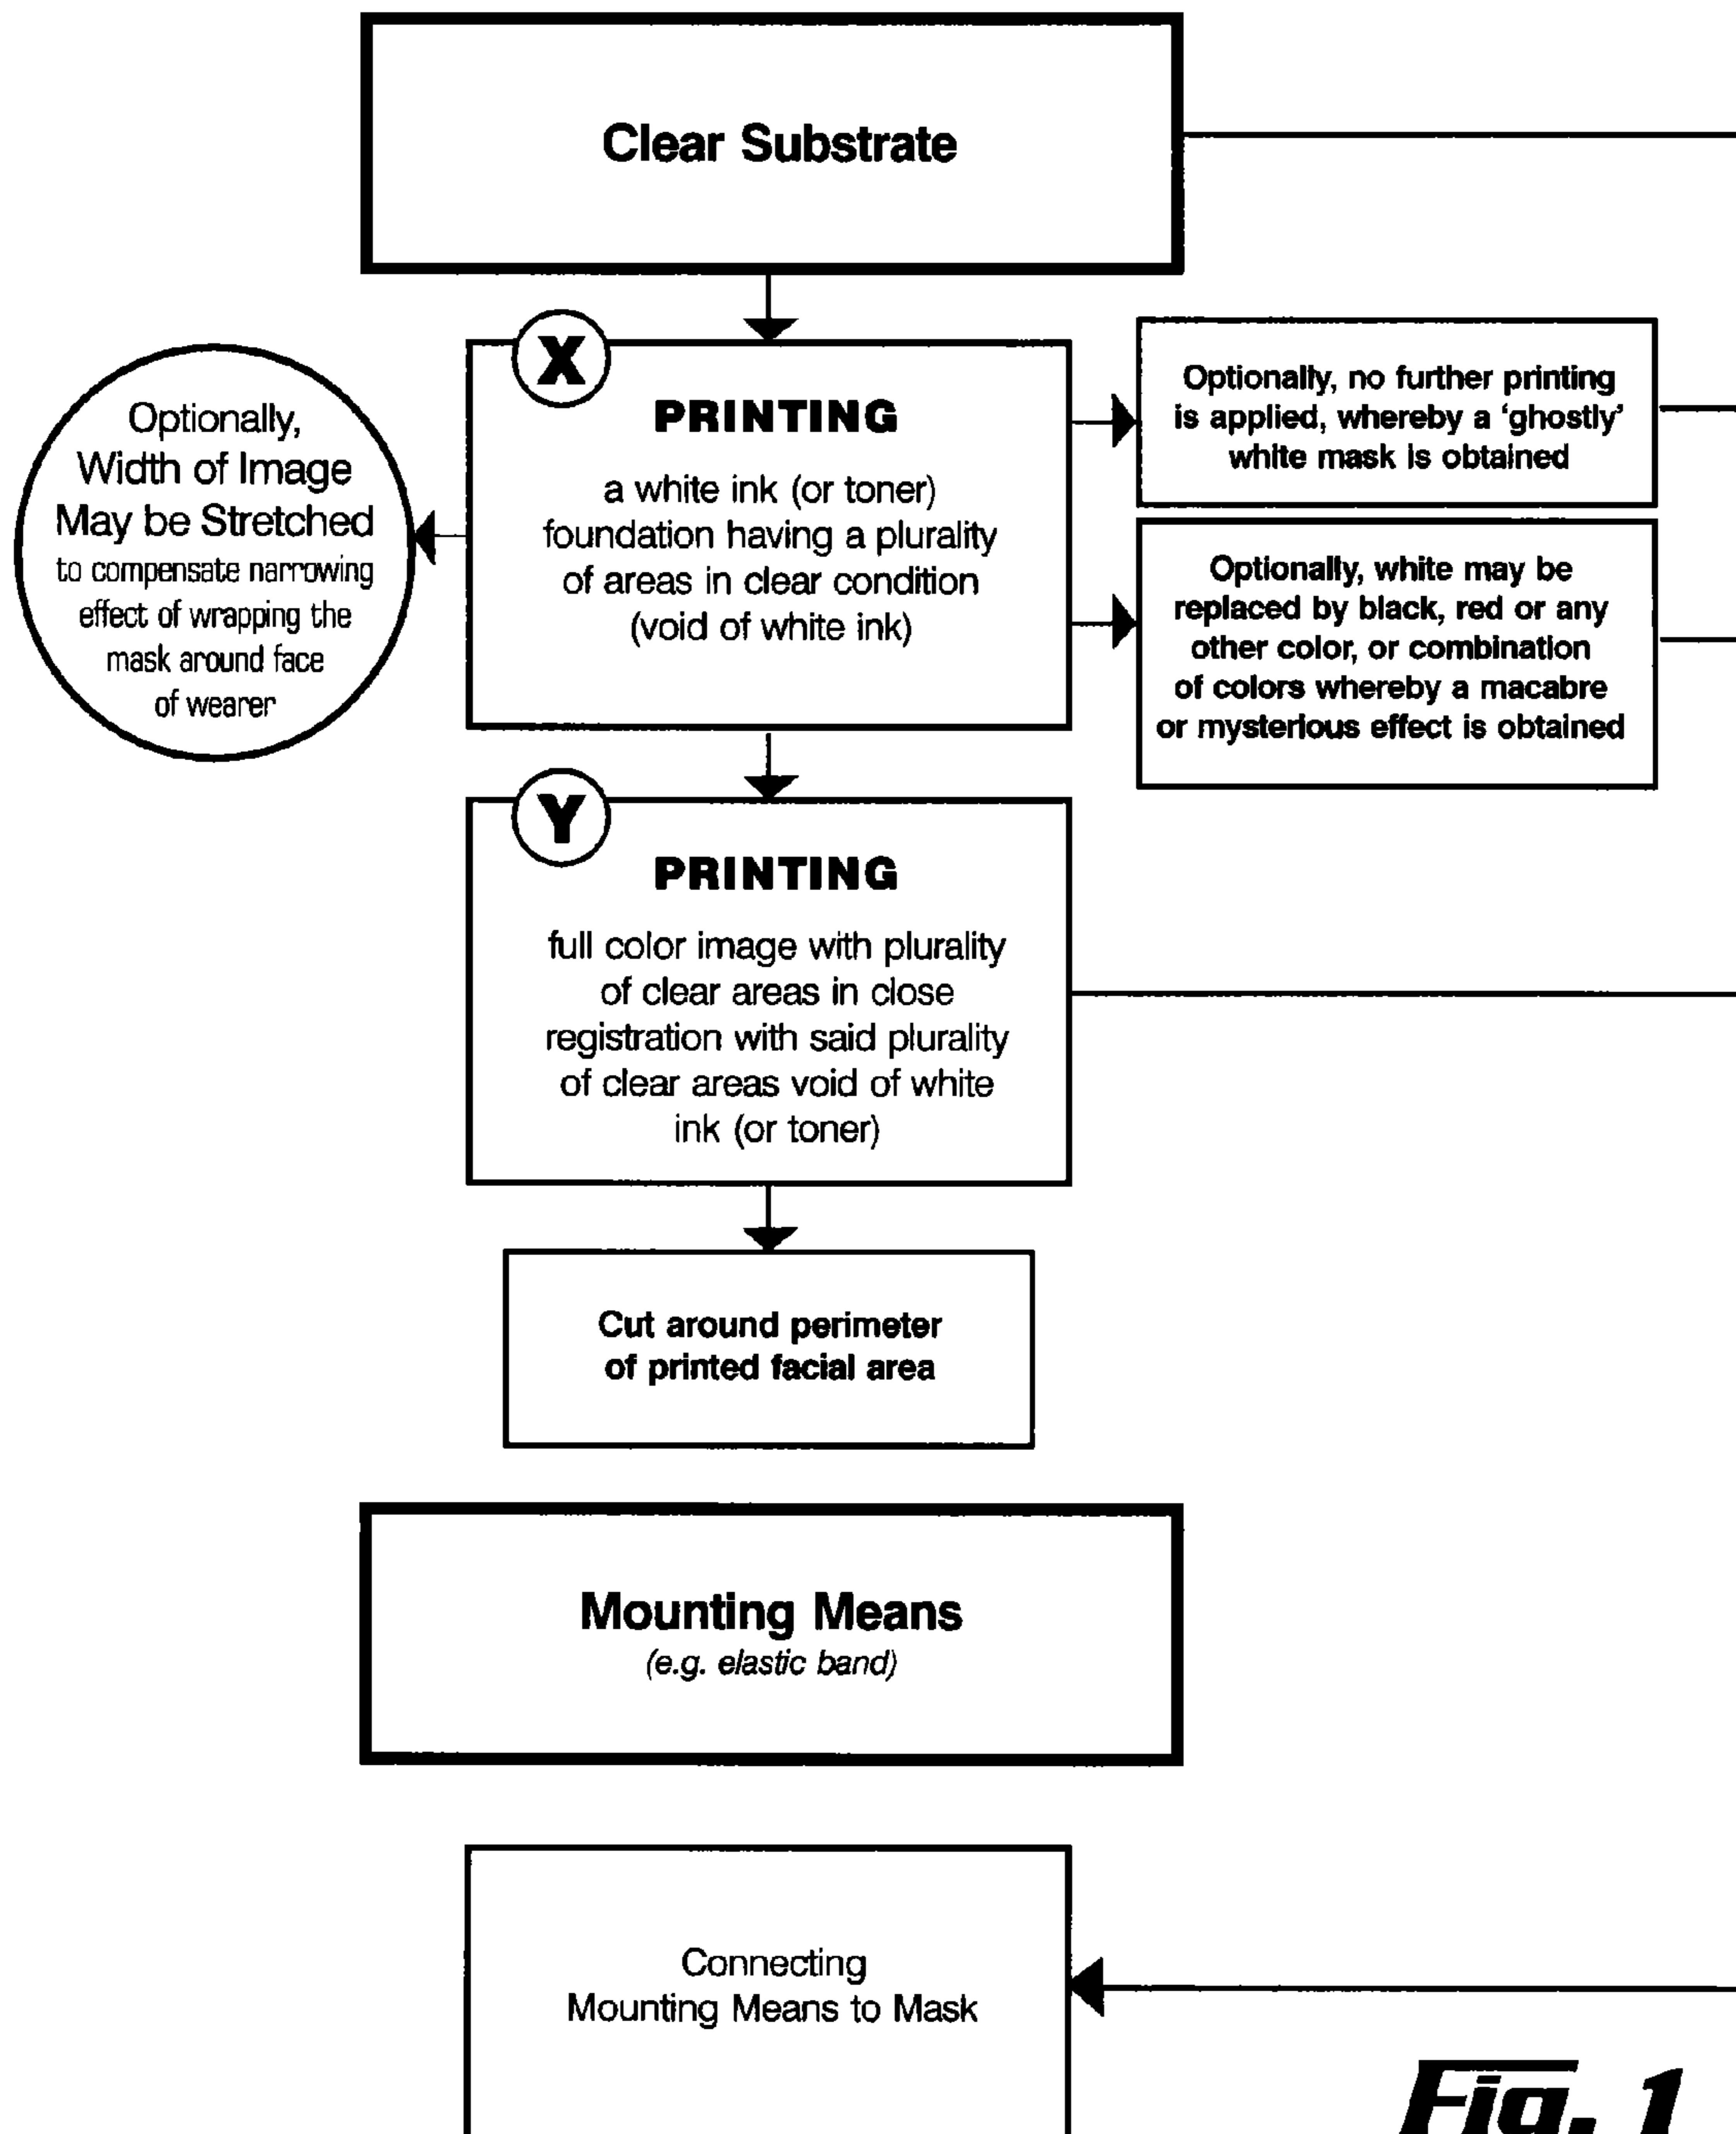 Clear Substrate
X
PRINTING
a white ink (or toner)
foundation having a plurality
of areas in clear condition
(void of white ink)
Optionally,
Width of Image
May be Stretched
to compensate narrowing
effect of wrapping the
mask around face
of wearer
Optionally, no further printing
is applied, whereby a ‘ghostly’
white mask is obtained
Optionally, white may be
replaced by black, red or any
other color, or combination
of colors whereby a macabre
or mysterious effect is obtained
Y
PRINTING
full color image with plurality
of clear areas in close
registration with said plurality
of clear areas void of white
ink (or toner)
Cut around perimeter
of printed facial area
Mounting Means
(e.g. elastic band)
Connecting
Mounting Means to Mask
Fig. 1